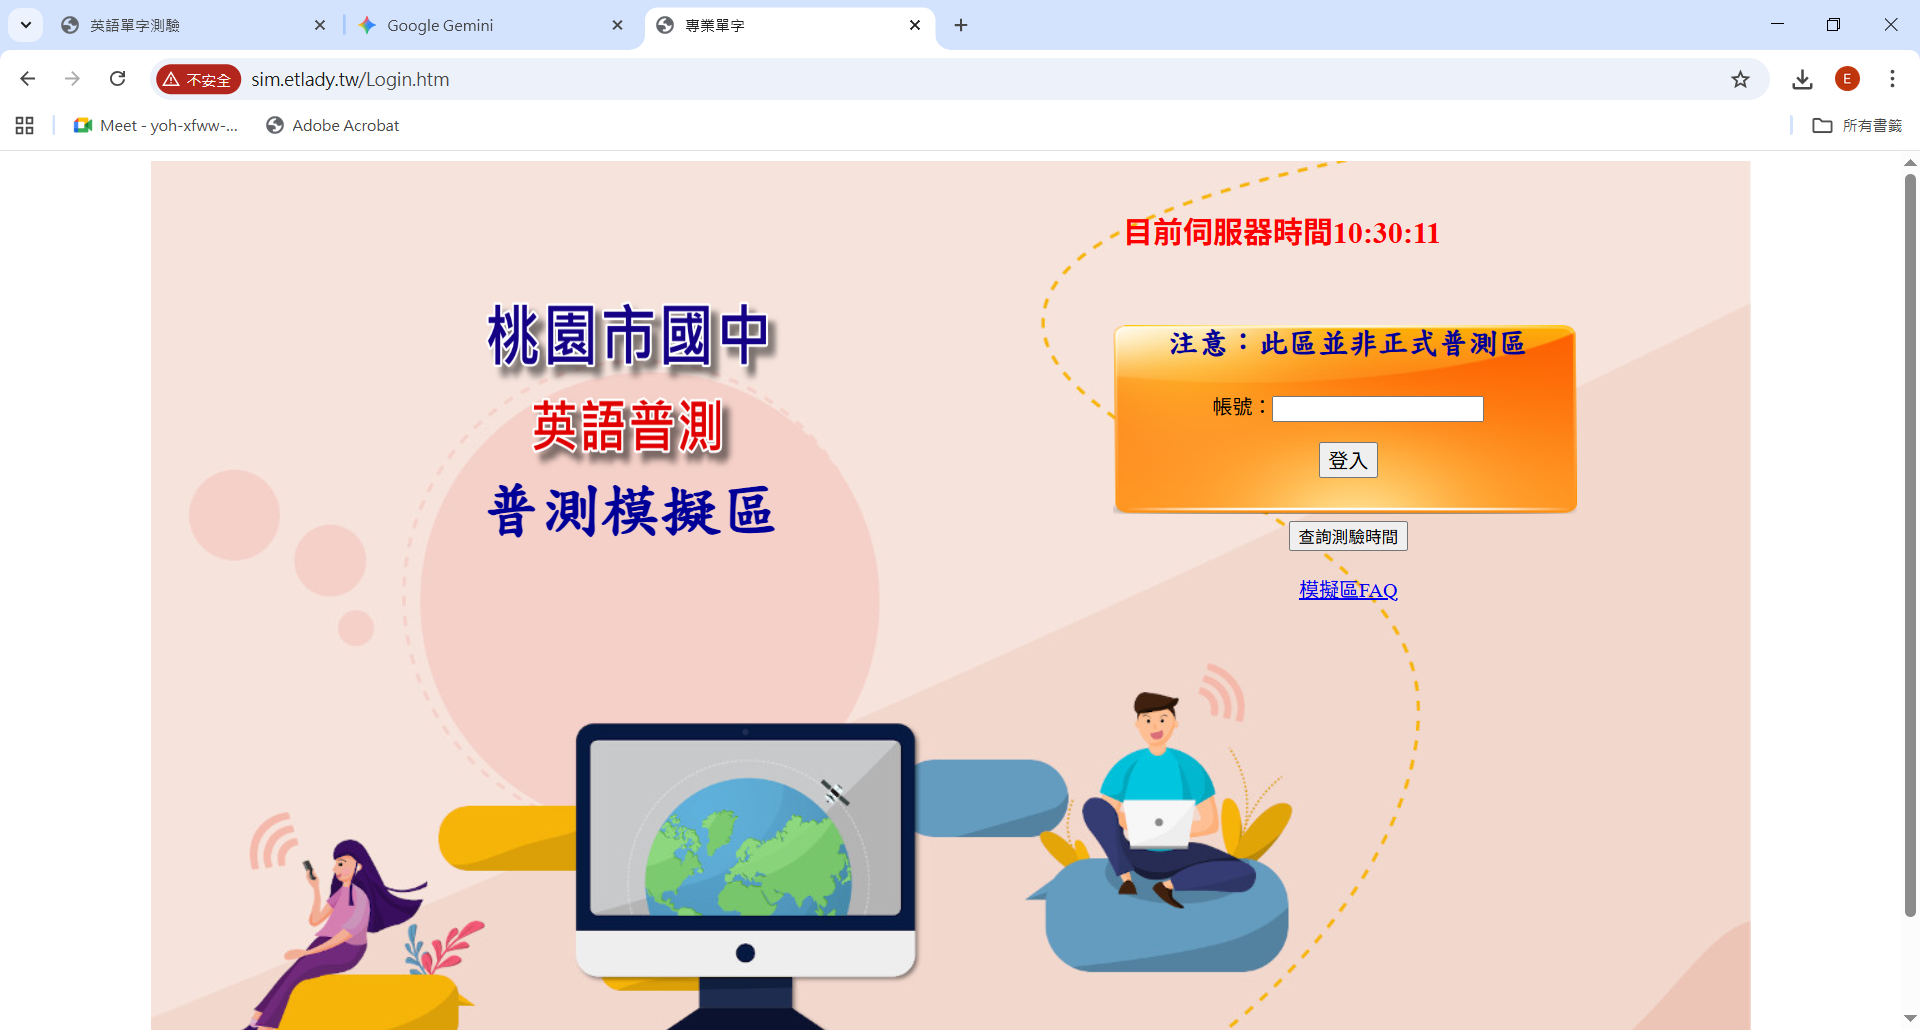 英語單字測驗
Google Gemini
專業單字
不安全
sim.etlady.tw/Login.htm
E
Meet - yoh-xfww-...
Adobe Acrobat
所有書籤
目前伺服器時間10:30:11
桃園市國中
英語普測
普測模擬區
注意：此區並非正式普測區
帳號：
登入
查詢測驗時間
模擬區FAQ